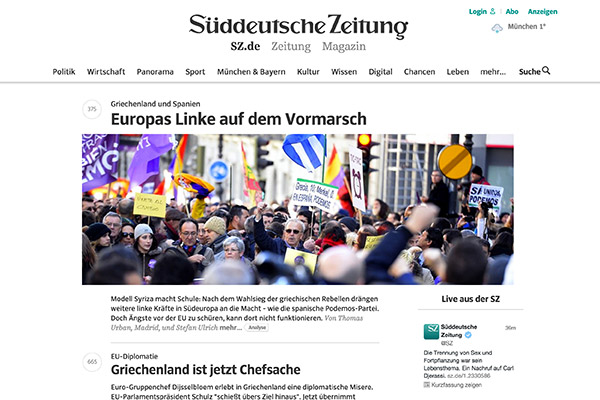 Login
Abo
Anzeigen
Süddeutsche Zeitung
SZ.de Zeitung Magazin
München 1°
Politik Wirtschaft Panorama Sport München & Bayern Kultur Wissen Digital Chancen Leben mehr... Suche
375
Griechenland und Spanien
Europas Linke auf dem Vormarsch
UNIDAD
SOMOS
PODEMOS
Modell Syriza macht Schule: Nach dem Wahlsieg der griechischen Rebellen drängen
weitere linke Kräfte in Südeuropa an die Macht - wie die spanische Podemos-Partei.
Doch Ängste vor der EU zu schüren, kann dort nicht funktionieren. Von Thomas
Urban, Madrid, und Stefan Ulrich mehr... Analyse
Live aus der SZ
Süddeutsche
Zeitung
@SZ
36m
Die Trennung von Sex und
Fortpflanzung war sein
Lebensthema. Ein Nachruf auf Carl
Djerassi. sz.de/1.2330586
Kurzfassung zeigen
665
EU-Diplomatie
Griechenland ist jetzt Chefsache
Euro-Gruppenchef Dijsselbloem erlebt in Griechenland eine diplomatische Misere.
EU-Parlamentspräsident Schulz "schießt übers Ziel hinaus". Jetzt übernimmt